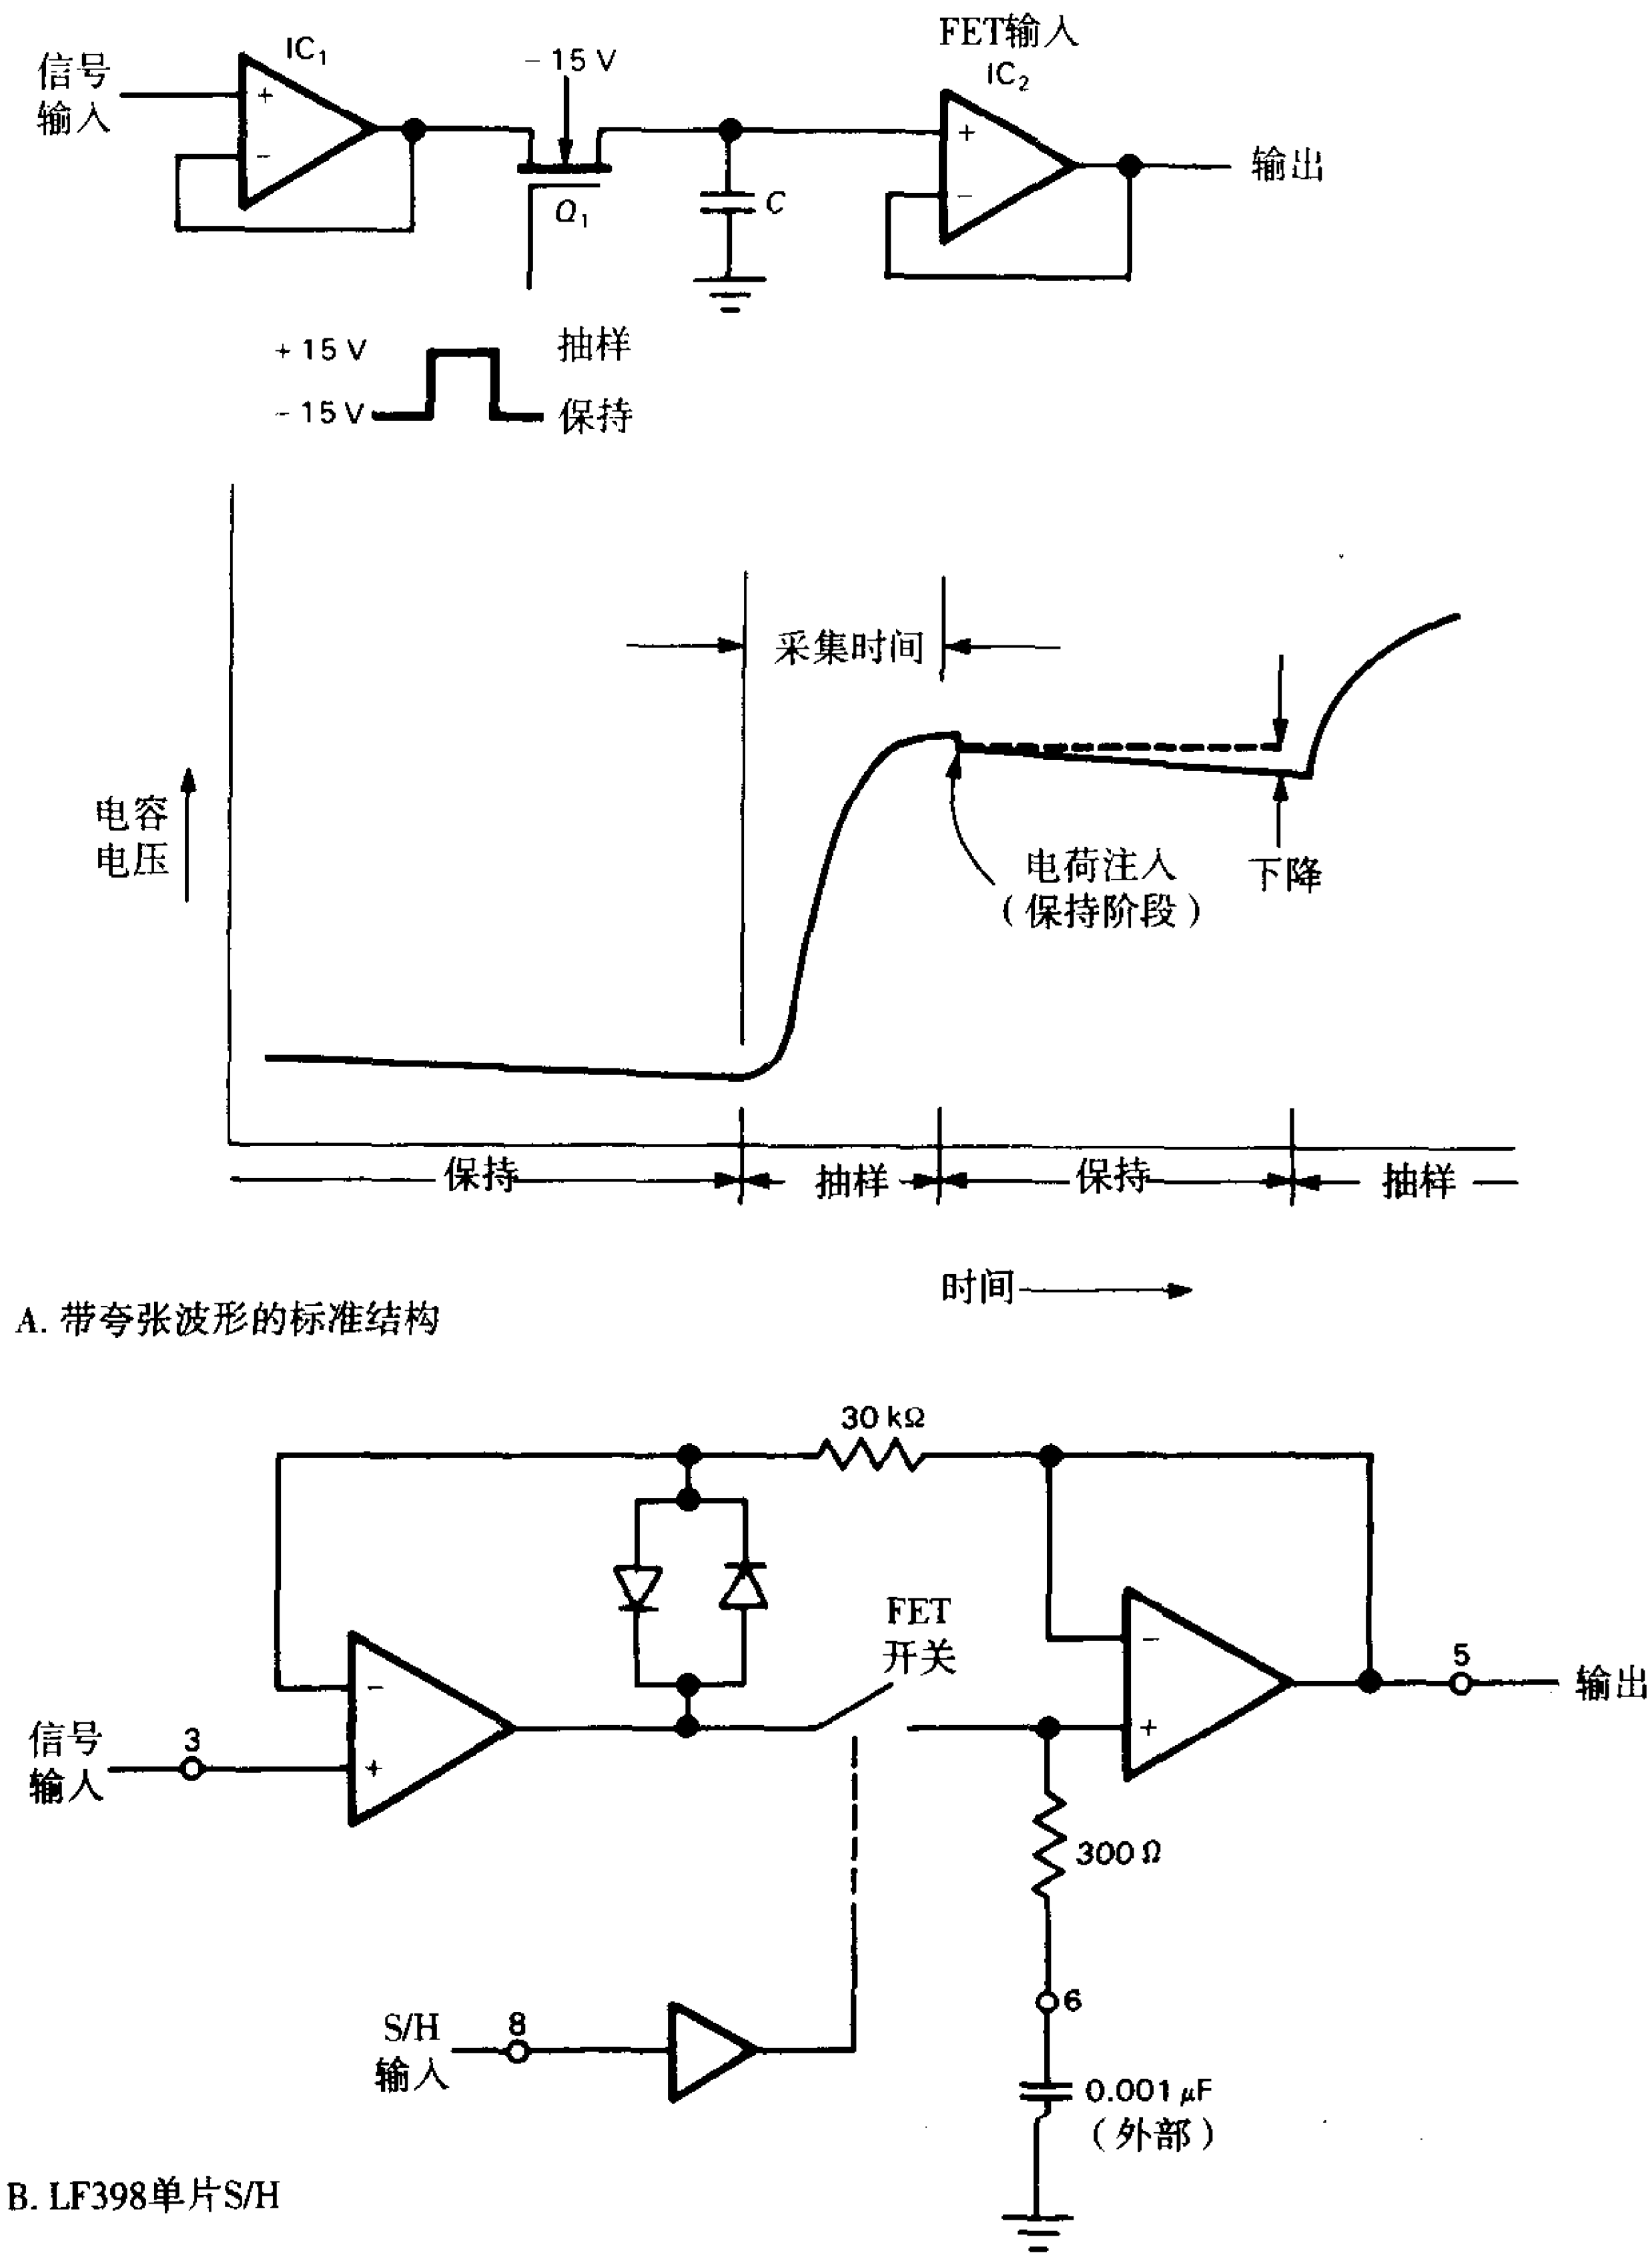 信号
输入
IC1
+
-
- 15 V
Q1
C
FET输入
IC2
+
-
输出
+ 15 V
抽样
- 15 V
保持
采集时间
电容
电压
电荷注入
(保持阶段)
下降
保持
抽样
保持
抽样
时间
A. 带夸张波形的标准结构
30 kΩ
FET
开关
-
+
-
+
信号
输入
3
5
输出
300 Ω
6
S/H
输入
8
0.001 μF
(外部)
B. LF398单片S/H